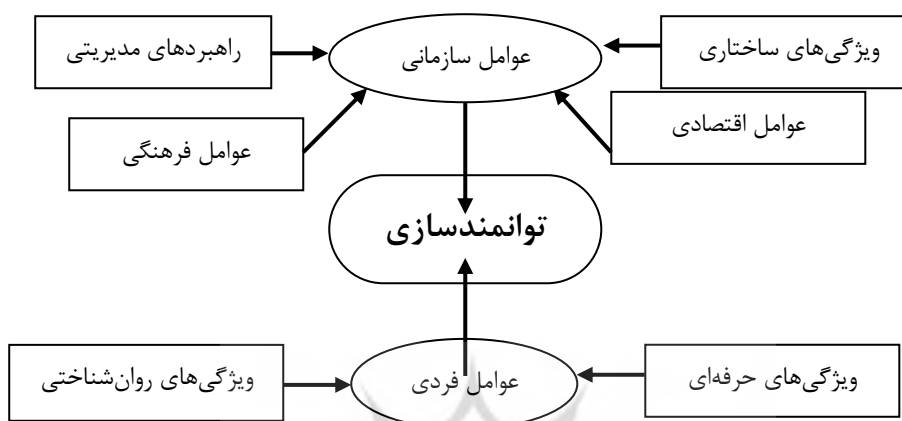 ویژگی‌های ساختاری
عوامل سازمانی
راهبردهای مدیریتی
عوامل اقتصادی
عوامل فرهنگی
توانمندسازی
ویژگی‌های حرفه‌ای
عوامل فردی
ویژگی‌های روان‌شناختی